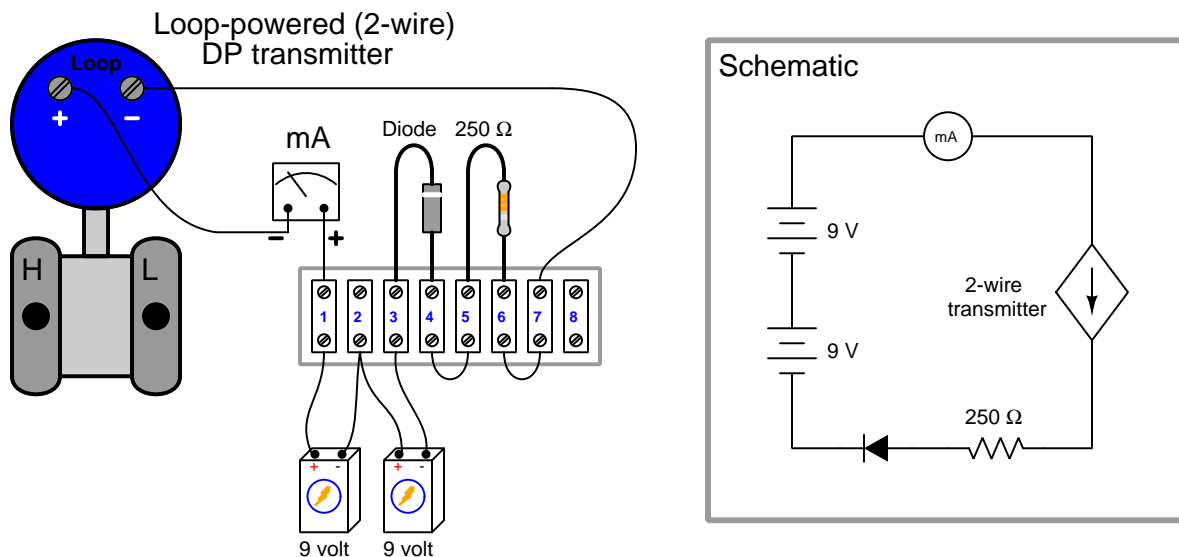 Loop-powered (2-wire)
DP transmitter
Loop
+ −
H L
mA
− +
Diode 250 Ω
1 2 3 4 5 6 7 8
+ - + -
9 volt 9 volt
Schematic
mA
9 V
2-wire
transmitter
9 V
250 Ω